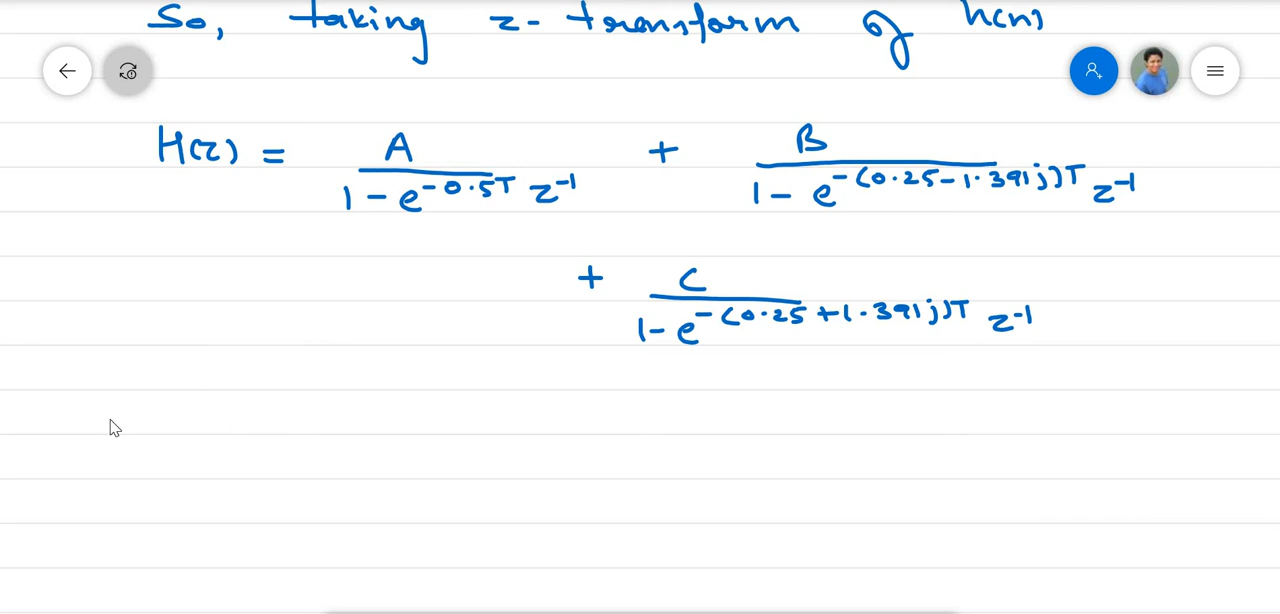 So, taking z-transform of h(n)
H(z) = A / (1 - e^{-0.5T} z^{-1}) + B / (1 - e^{-(0.25-1.391j)T} z^{-1})
+ C / (1 - e^{-(0.25+1.391j)T} z^{-1})